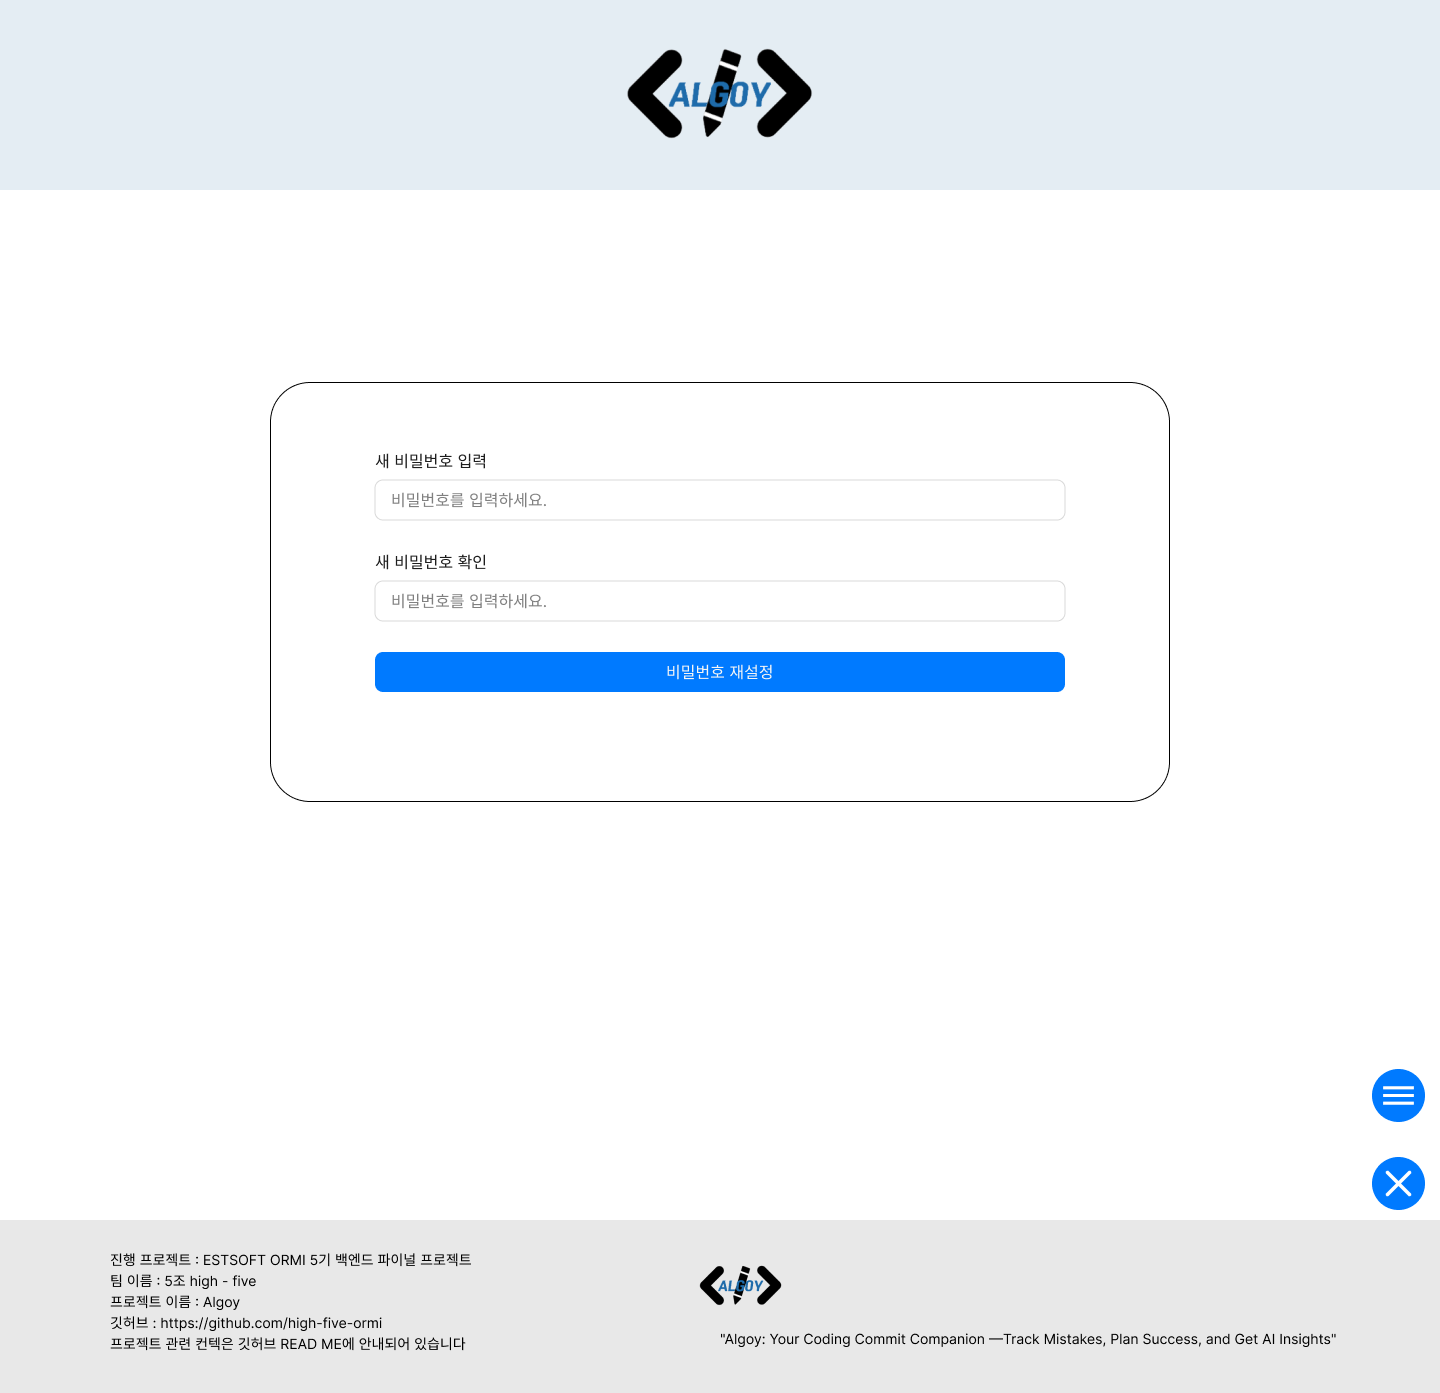 ALGOY
새 비밀번호 입력
비밀번호를 입력하세요.
새 비밀번호 확인
비밀번호를 입력하세요.
비밀번호 재설정
진행 프로젝트 : ESTSOFT ORMI 5기 백엔드 파이널 프로젝트
팀 이름 : 5조 high - five
프로젝트 이름 : Algoy
깃허브 : https://github.com/high-five-ormi
프로젝트 관련 컨텍은 깃허브 READ ME에 안내되어 있습니다
ALGOY
"Algoy: Your Coding Commit Companion —Track Mistakes, Plan Success, and Get AI Insights"